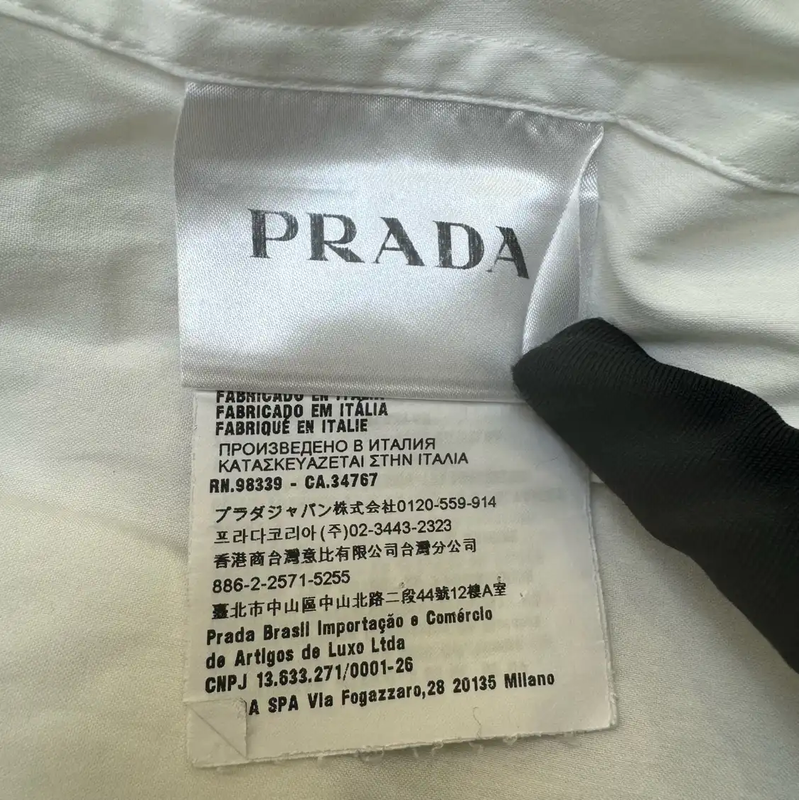 PRADA
FABRICADO EN ITALIA
FABRICADO EM ITÁLIA
FABRIQUÉ EN ITALIE
ПРОИЗВЕДЕНО В ИТАЛИЯ
ΚΑΤΑΣΚΕΥΑΖΕΤΑΙ ΣΤΗΝ ΙΤΑΛΙΑ
RN.98339 - CA.34767
プラダジャパン株式会社0120-559-914
프라다코리아(주)02-3443-2323
香港商台灣意比有限公司台灣分公司
886-2-2571-5255
臺北市中山區中山北路二段44號12樓A室
Prada Brasil Importação e Comércio
de Artigos de Luxo Ltda
CNPJ 13.633.271/0001-26
A SPA Via Fogazzaro,28 20135 Milano